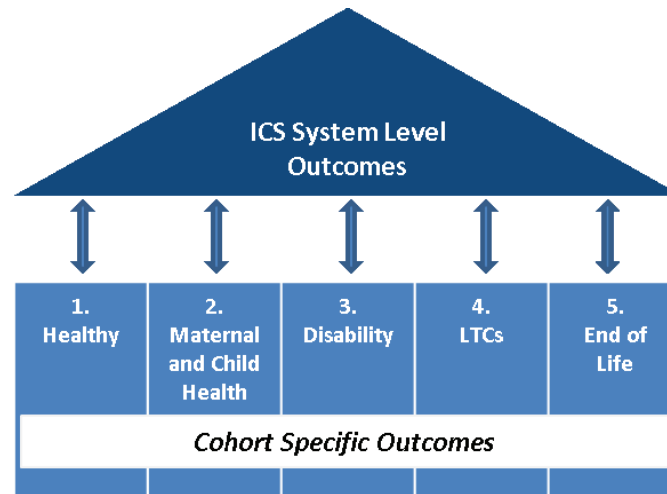 ICS System Level
Outcomes
1.
Healthy
2.
Maternal
and Child
Health
3.
Disability
4.
LTCs
5.
End of
Life
Cohort Specific Outcomes